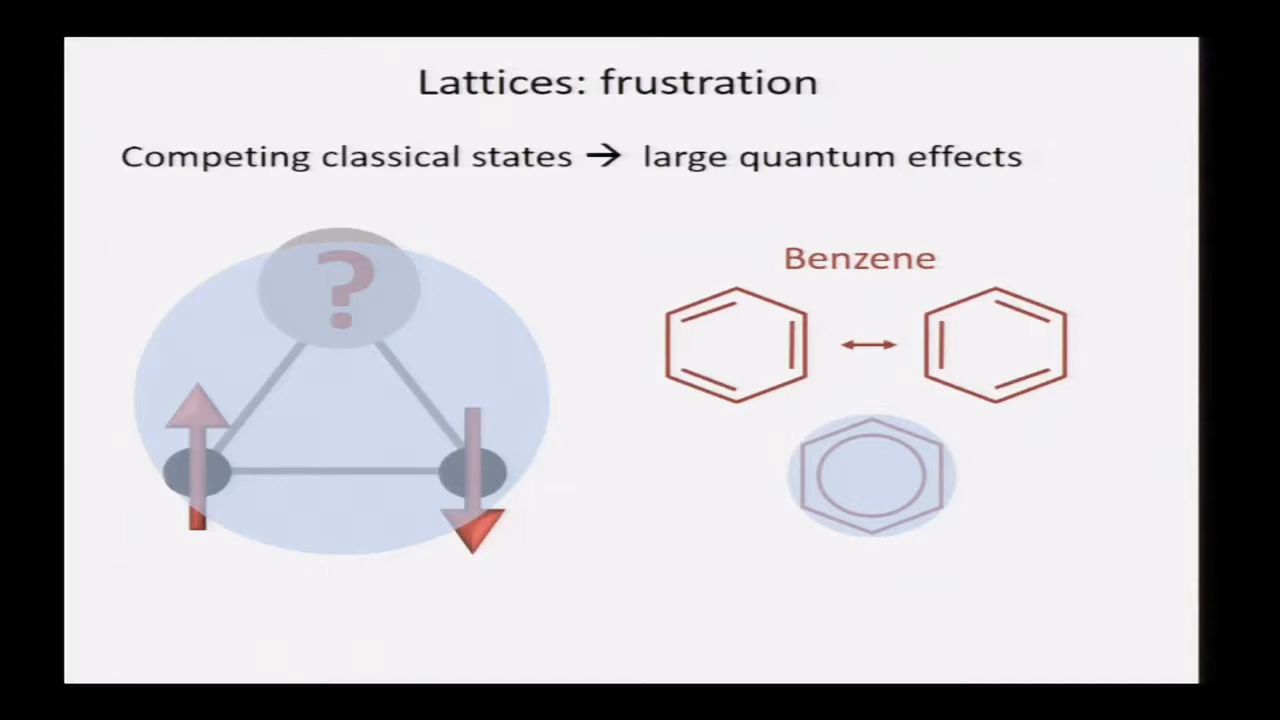 Lattices: frustration
Competing classical states → large quantum effects
?
Benzene